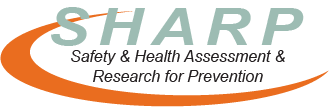 SHARP
Safety & Health Assessment &
Research for Prevention